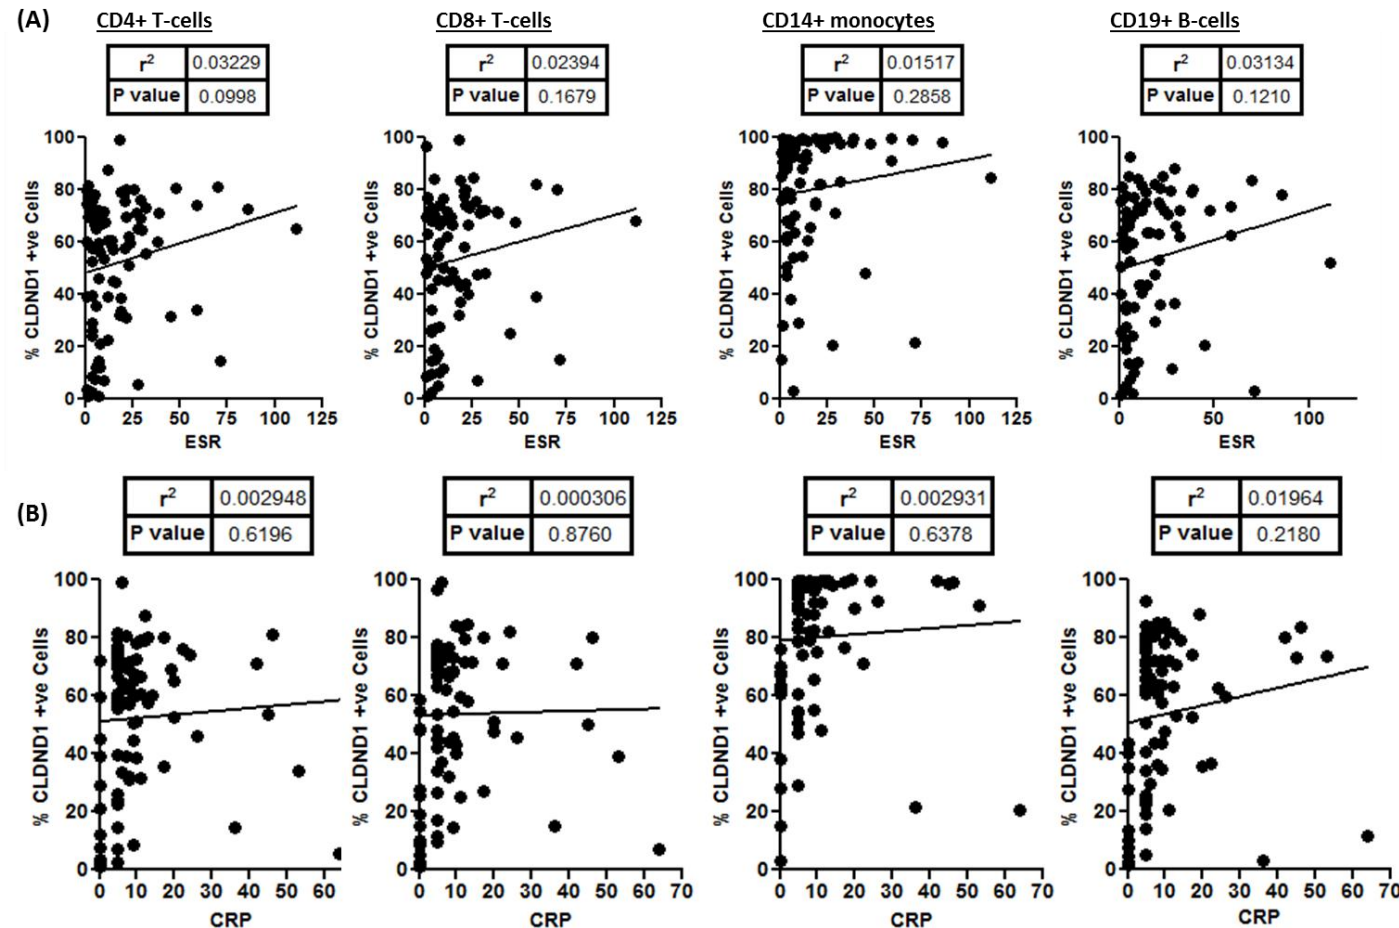 (A)
CD4+ T-cells
CD8+ T-cells
CD14+ monocytes
CD19+ B-cells
r² 0.03229
P value 0.0998
r² 0.02394
P value 0.1679
r² 0.01517
P value 0.2858
r² 0.03134
P value 0.1210
% CLDND1 +ve Cells
100
80
60
40
20
0
0 25 50 75 100 125
ESR
% CLDND1 +ve Cells
100
80
60
40
20
0
0 25 50 75 100 125
ESR
% CLDND1 +ve Cells
100
80
60
40
20
0
0 25 50 75 100 125
ESR
% CLDND1 +ve Cells
100
80
60
40
20
0
0 50 100
ESR
(B)
r² 0.002948
P value 0.6196
r² 0.000306
P value 0.8760
r² 0.002931
P value 0.6378
r² 0.01964
P value 0.2180
% CLDND1 +ve Cells
100
80
60
40
20
0
0 10 20 30 40 50 60
CRP
% CLDND1 +ve Cells
100
80
60
40
20
0
0 10 20 30 40 50 60 70
CRP
% CLDND1 +ve Cells
100
80
60
40
20
0
0 10 20 30 40 50 60 70
CRP
% CLDND1 +ve Cells
100
80
60
40
20
0
0 10 20 30 40 50 60 70
CRP